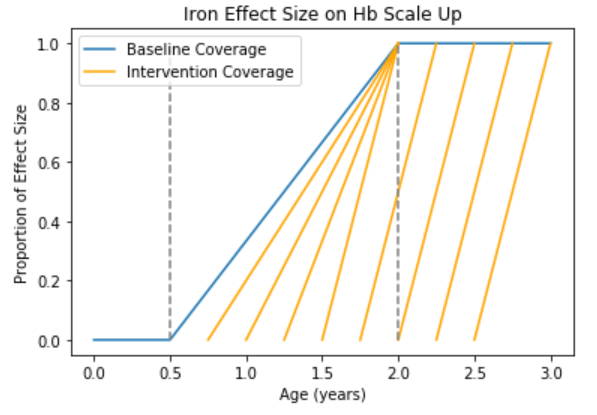 Iron Effect Size on Hb Scale Up
Baseline Coverage
Intervention Coverage
Proportion of Effect Size
1.0
0.8
0.6
0.4
0.2
0.0
0.0 0.5 1.0 1.5 2.0 2.5 3.0
Age (years)